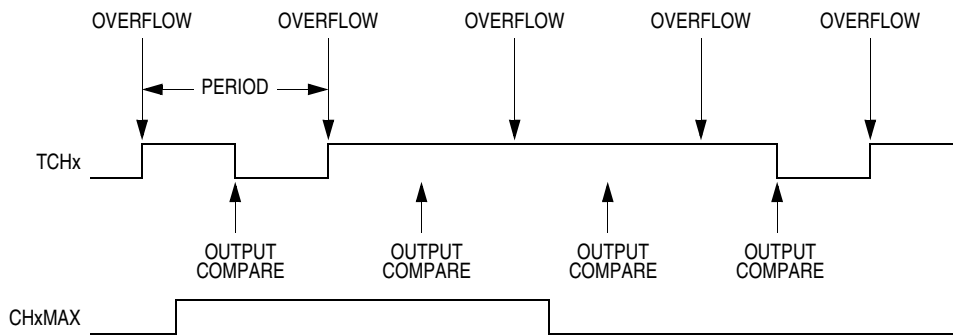 OVERFLOW OVERFLOW OVERFLOW OVERFLOW OVERFLOW
PERIOD
TCHx
OUTPUT OUTPUT OUTPUT OUTPUT
COMPARE COMPARE COMPARE COMPARE
CHxMAX